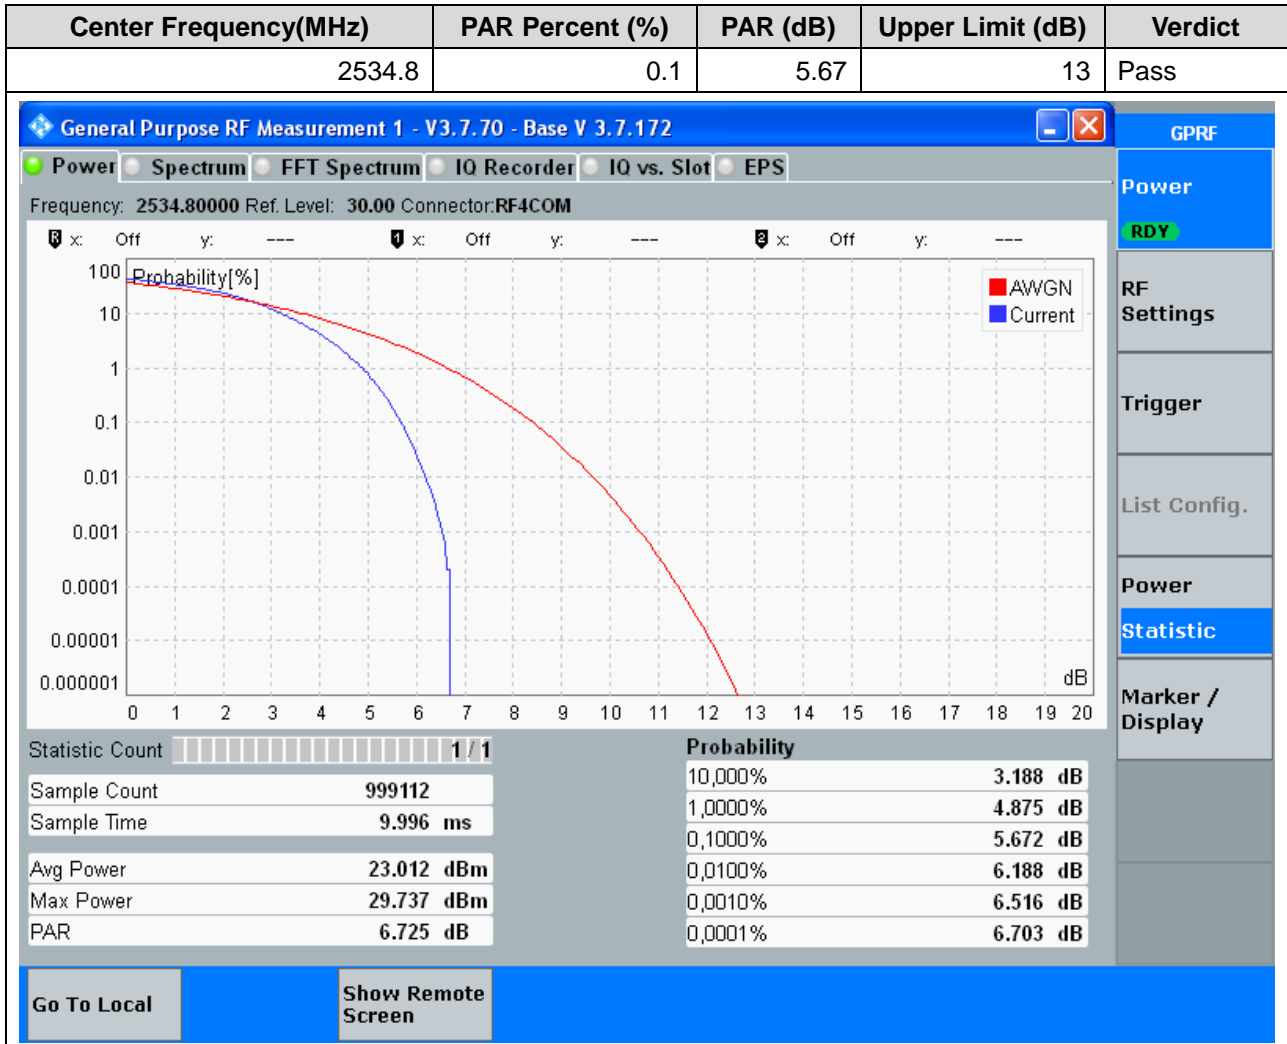 Center Frequency(MHz) PAR Percent (%) PAR (dB) Upper Limit (dB) Verdict
2534.8 0.1 5.67 13 Pass
General Purpose RF Measurement 1 - V3.7.70 - Base V 3.7.172
GPRF
Power Spectrum FFT Spectrum IQ Recorder IQ vs. Slot EPS
Power
RDY
Frequency: 2534.80000 Ref. Level: 30.00 Connector:RF4COM
R x: Off y: --- 1 x: Off y: --- 2 x: Off y: ---
Probability[%]
100
10
1
0.1
0.01
0.001
0.0001
0.00001
0.000001
AWGN
Current
dB
0 1 2 3 4 5 6 7 8 9 10 11 12 13 14 15 16 17 18 19 20
RF
Settings
Trigger
List Config.
Power
Statistic
Marker /
Display
Statistic Count 1 / 1
Sample Count 999112
Sample Time 9.996 ms
Avg Power 23.012 dBm
Max Power 29.737 dBm
PAR 6.725 dB
Probability
10,000% 3.188 dB
1,0000% 4.875 dB
0,1000% 5.672 dB
0,0100% 6.188 dB
0,0010% 6.516 dB
0,0001% 6.703 dB
Go To Local
Show Remote
Screen